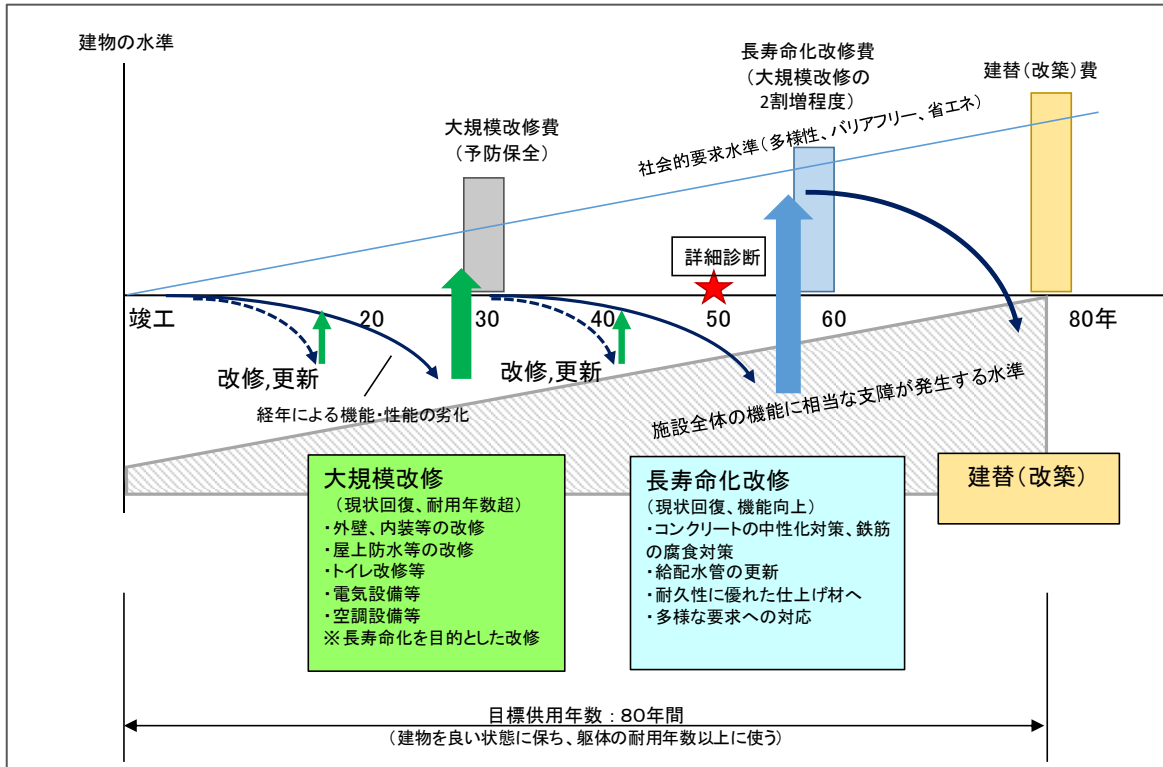 建物の水準
長寿命化改修費
(大規模改修の
2割増程度)
建替(改築)費
大規模改修費
(予防保全)
社会的要求水準(多様性、バリアフリー、省エネ)
詳細診断
竣工
20
30
40
50
60
80年
改修,更新
改修,更新
経年による機能・性能の劣化
施設全体の機能に相当な支障が発生する水準
大規模改修
(現状回復、耐用年数超)
・外壁、内装等の改修
・屋上防水等の改修
・トイレ改修等
・電気設備等
・空調設備等
※長寿命化を目的とした改修
長寿命化改修
(現状回復、機能向上)
・コンクリートの中性化対策、鉄筋
の腐食対策
・給配水管の更新
・耐久性に優れた仕上げ材へ
・多様な要求への対応
建替(改築)
目標供用年数:80年間
(建物を良い状態に保ち、躯体の耐用年数以上に使う)